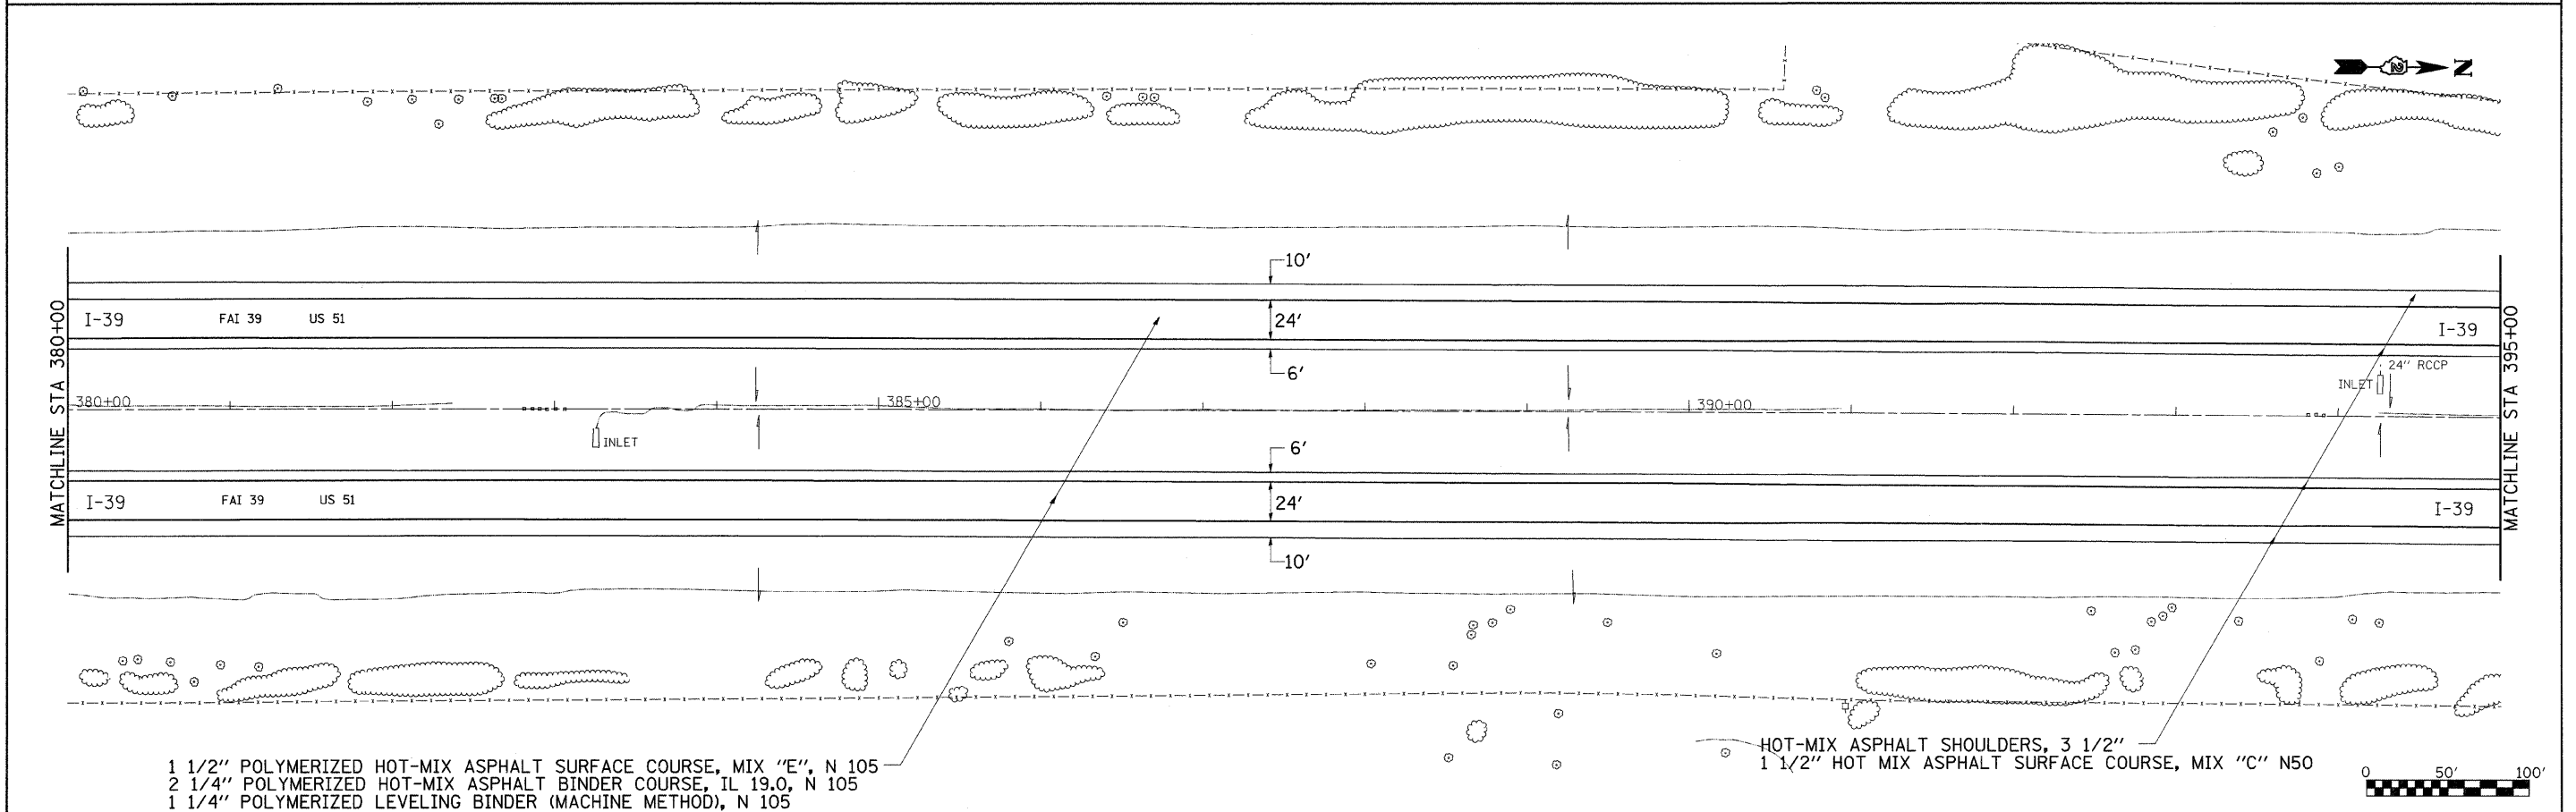 N
10'
24'
6'
I-39 FAI 39 US 51
I-39
MATCHLINE STA 380+00
MATCHLINE STA 395+00
24" RCCP
INLET
380+00
385+00
390+00
INLET
6'
24'
10'
I-39 FAI 39 US 51
I-39
1 1/2" POLYMERIZED HOT-MIX ASPHALT SURFACE COURSE, MIX "E", N 105
2 1/4" POLYMERIZED HOT-MIX ASPHALT BINDER COURSE, IL 19.0, N 105
1 1/4" POLYMERIZED LEVELING BINDER (MACHINE METHOD), N 105
HOT-MIX ASPHALT SHOULDERS, 3 1/2"
1 1/2" HOT MIX ASPHALT SURFACE COURSE, MIX "C" N50
0 50' 100'